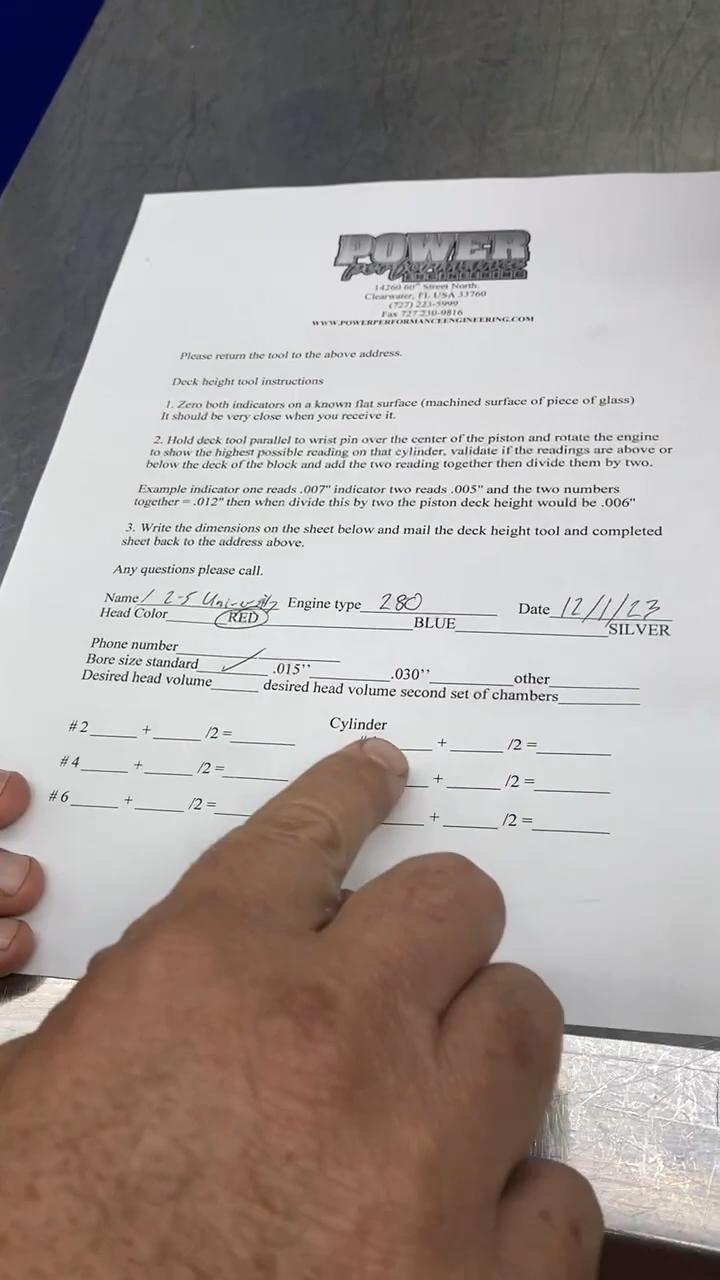 POWER
performance
ENGINEERING
14260 60th Street North.
Clearwater, FL USA 33760
(727) 223-5999
Fax 727 230-9816
WWW.POWERPERFORMANCEENGINEERING.COM
Please return the tool to the above address.
Deck height tool instructions
1. Zero both indicators on a known flat surface (machined surface of piece of glass)
It should be very close when you receive it.
2. Hold deck tool parallel to wrist pin over the center of the piston and rotate the engine
to show the highest possible reading on that cylinder, validate if the readings are above or
below the deck of the block and add the two reading together then divide them by two.
Example indicator one reads .007" indicator two reads .005" and the two numbers
together = .012" then when divide this by two the piston deck height would be .006"
3. Write the dimensions on the sheet below and mail the deck height tool and completed
sheet back to the address above.
Any questions please call.
Name 2-5 University Engine type 280 Date 12/1/23
Head Color RED BLUE SILVER
Phone number
Bore size standard ✓ .015'' .030'' other
Desired head volume desired head volume second set of chambers
Cylinder
#2 + /2 = + /2 =
#4 + /2 = + /2 =
#6 + /2 = + /2 =